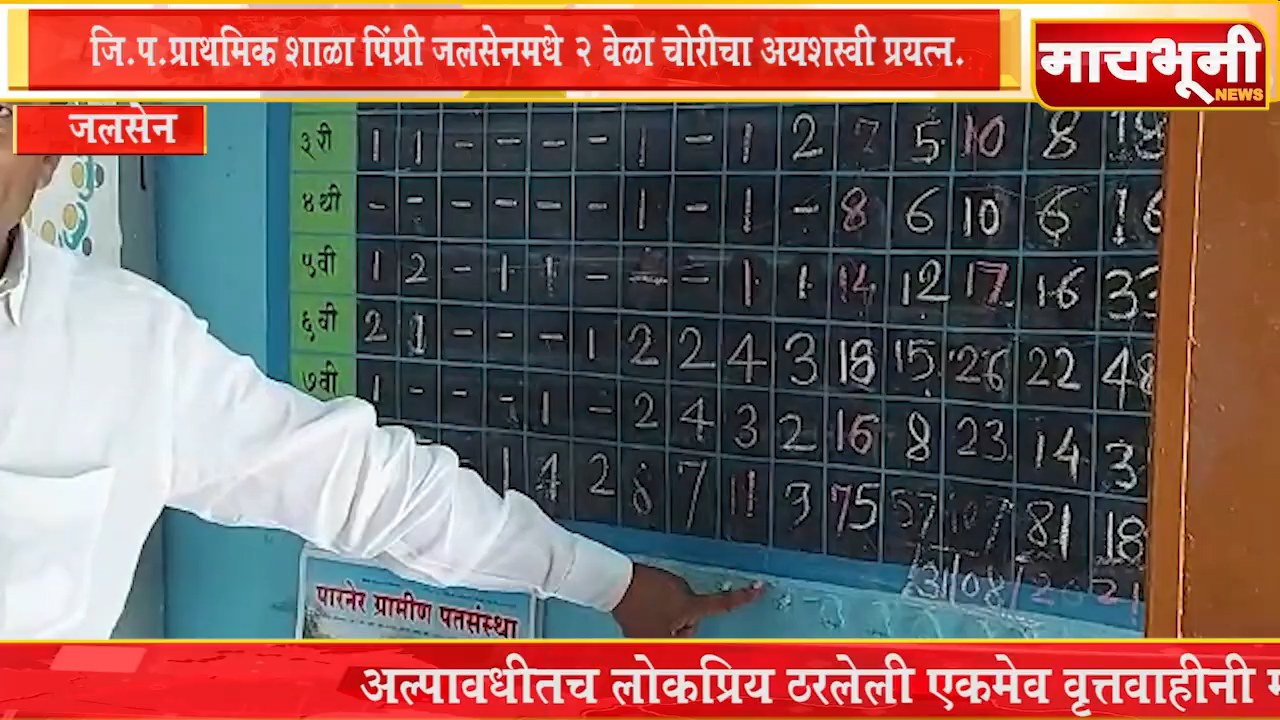 जि.प.प्राथमिक शाळा पिंप्री जलसेनमधे २ वेळा चोरीचा अयशस्वी प्रयत्न.
मायभूमी
NEWS
जलसेन
३री 1 1 - - - - 1 - 1 2 7 5 10 8
४थी - - - - - - 1 - 1 - 8 6 10 6 16
५वी 1 2 - 1 1 - - - 1 1 14 12 17 16
६वी 2 1 - - - 1 2 2 4 3 18 15 26 22 48
७वी 1 - - - 1 - 2 4 3 2 16 8 23 14
1 4 2 8 7 11 9 75 57 107 81
पारनेर ग्रामीण पतसंस्था
अल्पावधीतच लोकप्रिय ठरलेली एकमेव वृत्तवाहीनी